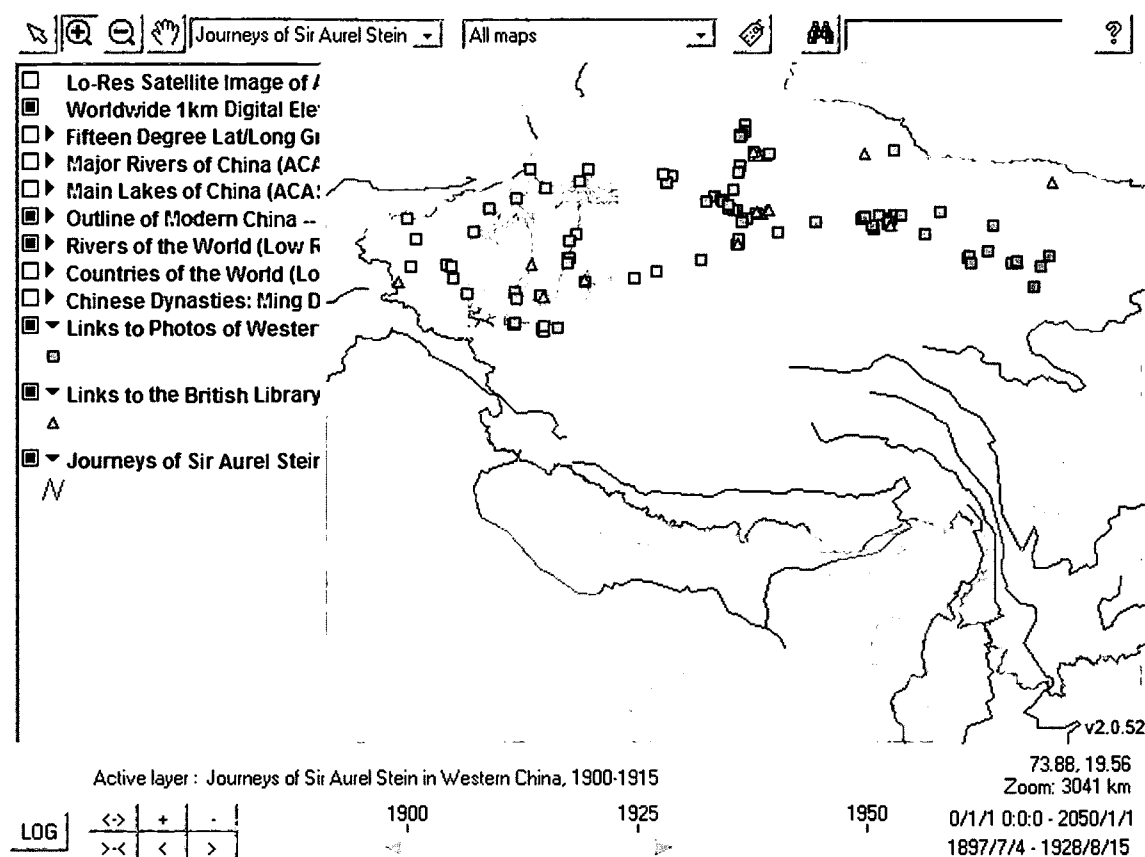 Journeys of Sir Aurel Stein All maps ?
Lo-Res Satellite Image of A
Worldwide 1km Digital Ele
Fifteen Degree Lat/Long Gr
Major Rivers of China (ACA
Main Lakes of China (ACAS
Outline of Modern China --
Rivers of the World (Low R
Countries of the World (Lo
Chinese Dynasties: Ming D
Links to Photos of Wester
Links to the British Library
Journeys of Sir Aurel Stein
v2.0.52
73.88, 19.56
Active layer : Journeys of Sir Aurel Stein in Western China, 1900-1915
Zoom: 3041 km
1900 1925 1950
0/1/1 0:0:0 - 2050/1/1
LOG <-> + -
>-< < >
1897/7/4 - 1928/8/15